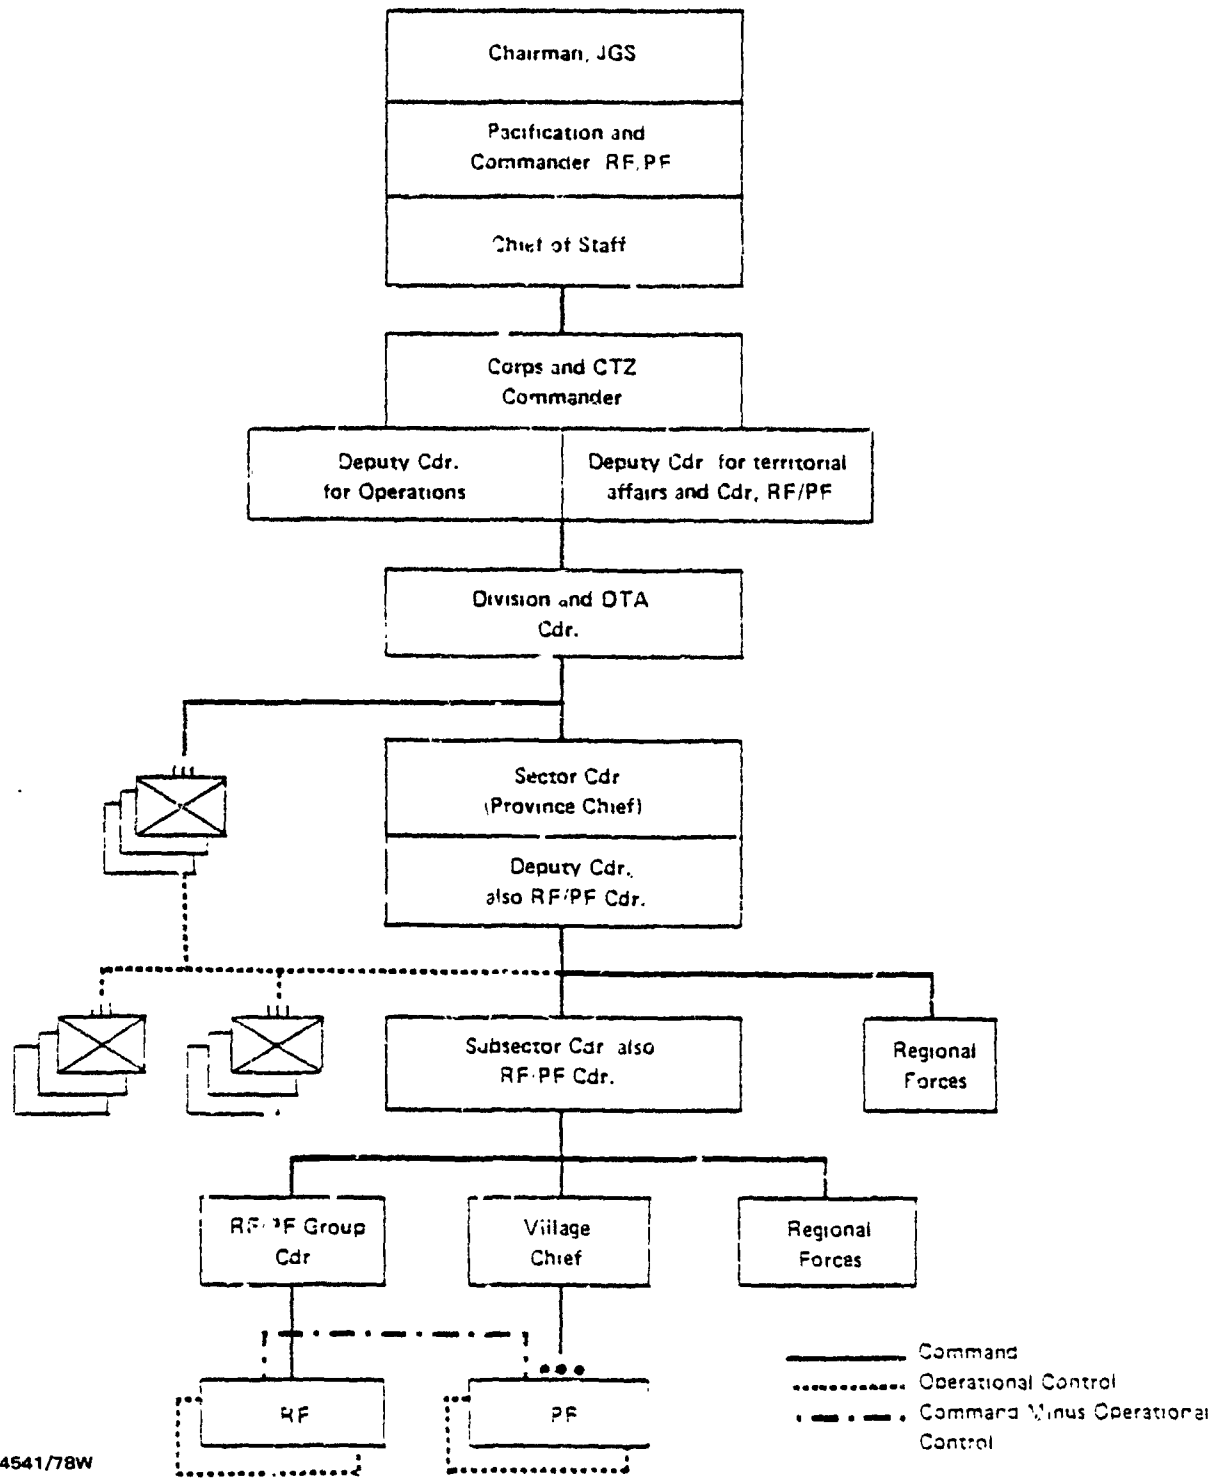 Chairman, JGS
Pacification and
Commander RF/PF
Chief of Staff
Corps and CTZ
Commander
Deputy Cdr.
for Operations
Deputy Cdr for territorial
affairs and Cdr, RF/PF
Division and DTA
Cdr.
Sector Cdr
(Province Chief)
Deputy Cdr.,
also RF/PF Cdr.
Subsector Cdr also
RF/PF Cdr.
Regional
Forces
RF/PF Group
Cdr
Village
Chief
Regional
Forces
RF
PF
Command
Operational Control
Command Minus Operational
Control
4541/78W